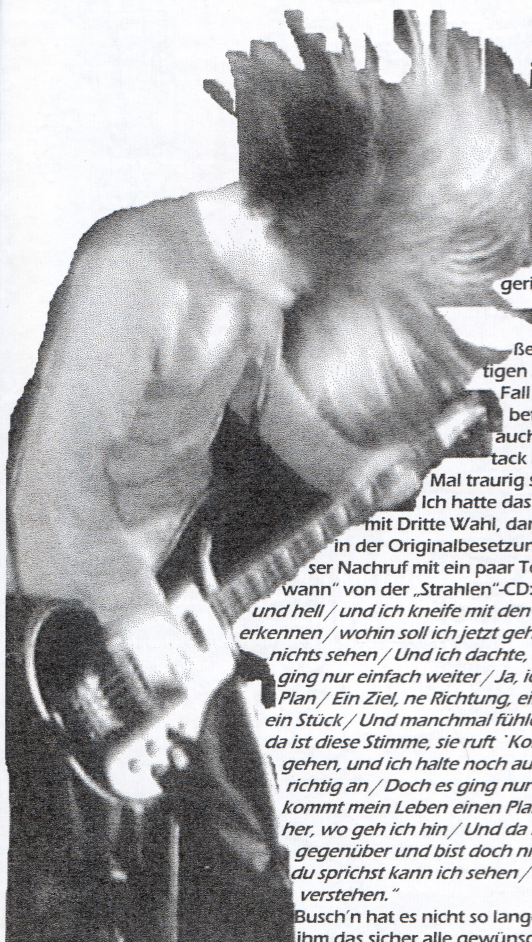 geri
ße
tigen
Fall
be
auch
tack
Mal traurig s
Ich hatte das
mit Dritte Wahl, dar
in der Originalbesetzun
ser Nachruf mit ein paar Te
wann" von der „Strahlen"-CD:
und hell / und ich kneife mit den
erkennen / wohin soll ich jetzt geh
nichts sehen / Und ich dachte,
ging nur einfach weiter / Ja, ic
Plan / Ein Ziel, ne Richtung, ei
ein Stück / Und manchmal fühle
da ist diese Stimme, sie ruft `Ko
gehen, und ich halte noch au
richtig an / Doch es ging nur
kommt mein Leben einen Pla
her, wo geh ich hin / Und da
gegenüber und bist doch ni
du sprichst kann ich sehen /
verstehen."
Busch'n hat es nicht so lang
ihm das sicher alle gewünsc